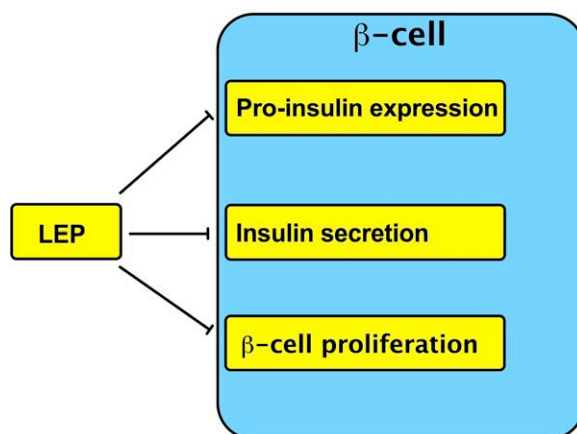 β-cell
Pro-insulin expression
LEP
Insulin secretion
β-cell proliferation